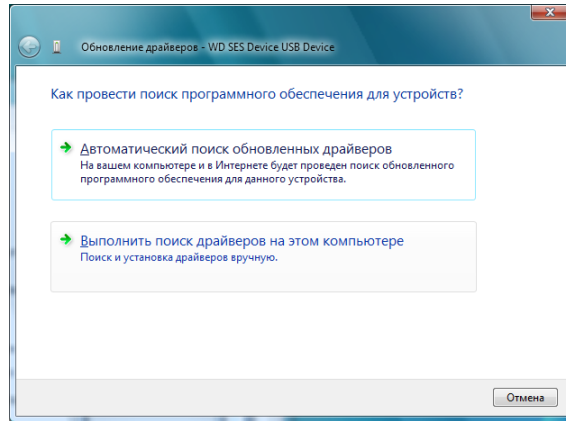 Обновление драйверов - WD SES Device USB Device
Как провести поиск программного обеспечения для устройств?
Автоматический поиск обновленных драйверов
На вашем компьютере и в Интернете будет проведен поиск обновленного
программного обеспечения для данного устройства.
Выполнить поиск драйверов на этом компьютере
Поиск и установка драйверов вручную.
Отмена